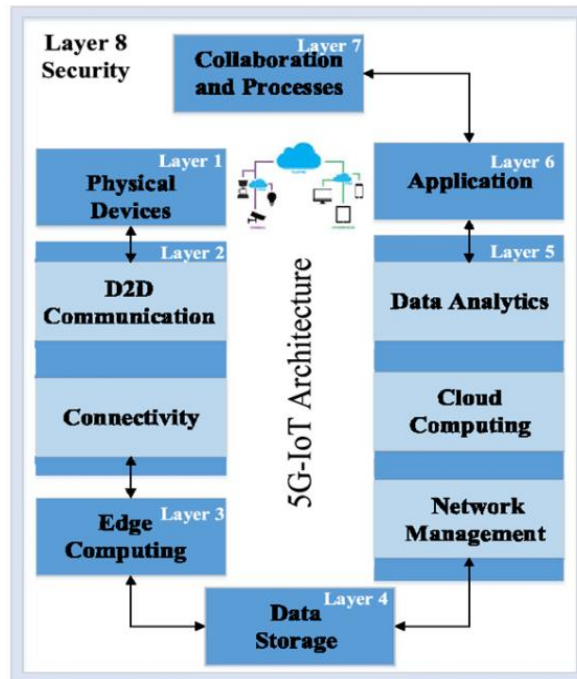 Layer 8
Security
Layer 7
Collaboration
and Processes
Layer 1
Physical
Devices
Layer 2
D2D
Communication
Connectivity
Layer 3
Edge
Computing
Layer 4
Data
Storage
5G-IoT Architecture
Layer 6
Application
Layer 5
Data Analytics
Cloud
Computing
Network
Management